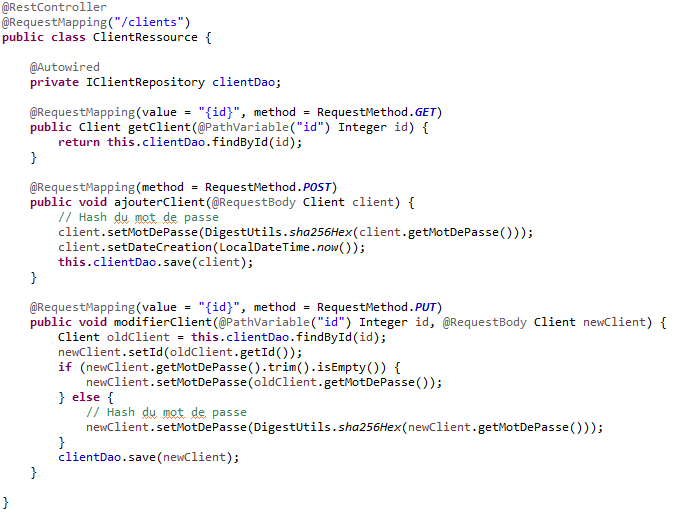 @RestController
@RequestMapping("/clients")
public class ClientRessource {
@Autowired
private IClientRepository clientDao;
@RequestMapping(value = "{id}", method = RequestMethod.GET)
public Client getClient(@PathVariable("id") Integer id) {
return this.clientDao.findById(id);
}
@RequestMapping(method = RequestMethod.POST)
public void ajouterClient(@RequestBody Client client) {
// Hash du mot de passe
client.setMotDePasse(DigestUtils.sha256Hex(client.getMotDePasse()));
client.setDateCreation(LocalDateTime.now());
this.clientDao.save(client);
}
@RequestMapping(value = "{id}", method = RequestMethod.PUT)
public void modifierClient(@PathVariable("id") Integer id, @RequestBody Client newClient) {
Client oldClient = this.clientDao.findById(id);
newClient.setId(oldClient.getId());
if (newClient.getMotDePasse().trim().isEmpty()) {
newClient.setMotDePasse(oldClient.getMotDePasse());
} else {
// Hash du mot de passe
newClient.setMotDePasse(DigestUtils.sha256Hex(newClient.getMotDePasse()));
}
clientDao.save(newClient);
}
}